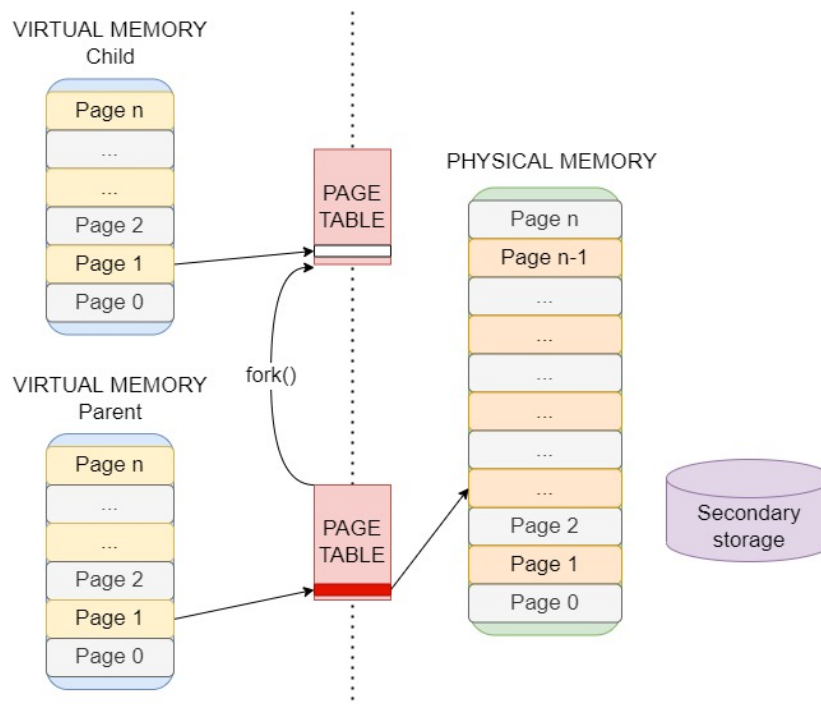 VIRTUAL MEMORY
Child
Page n
...
...
Page 2
Page 1
Page 0
PAGE
TABLE
fork()
VIRTUAL MEMORY
Parent
Page n
...
...
Page 2
Page 1
Page 0
PAGE
TABLE
PHYSICAL MEMORY
Page n
Page n-1
...
...
...
...
...
...
Page 2
Page 1
Page 0
Secondary
storage